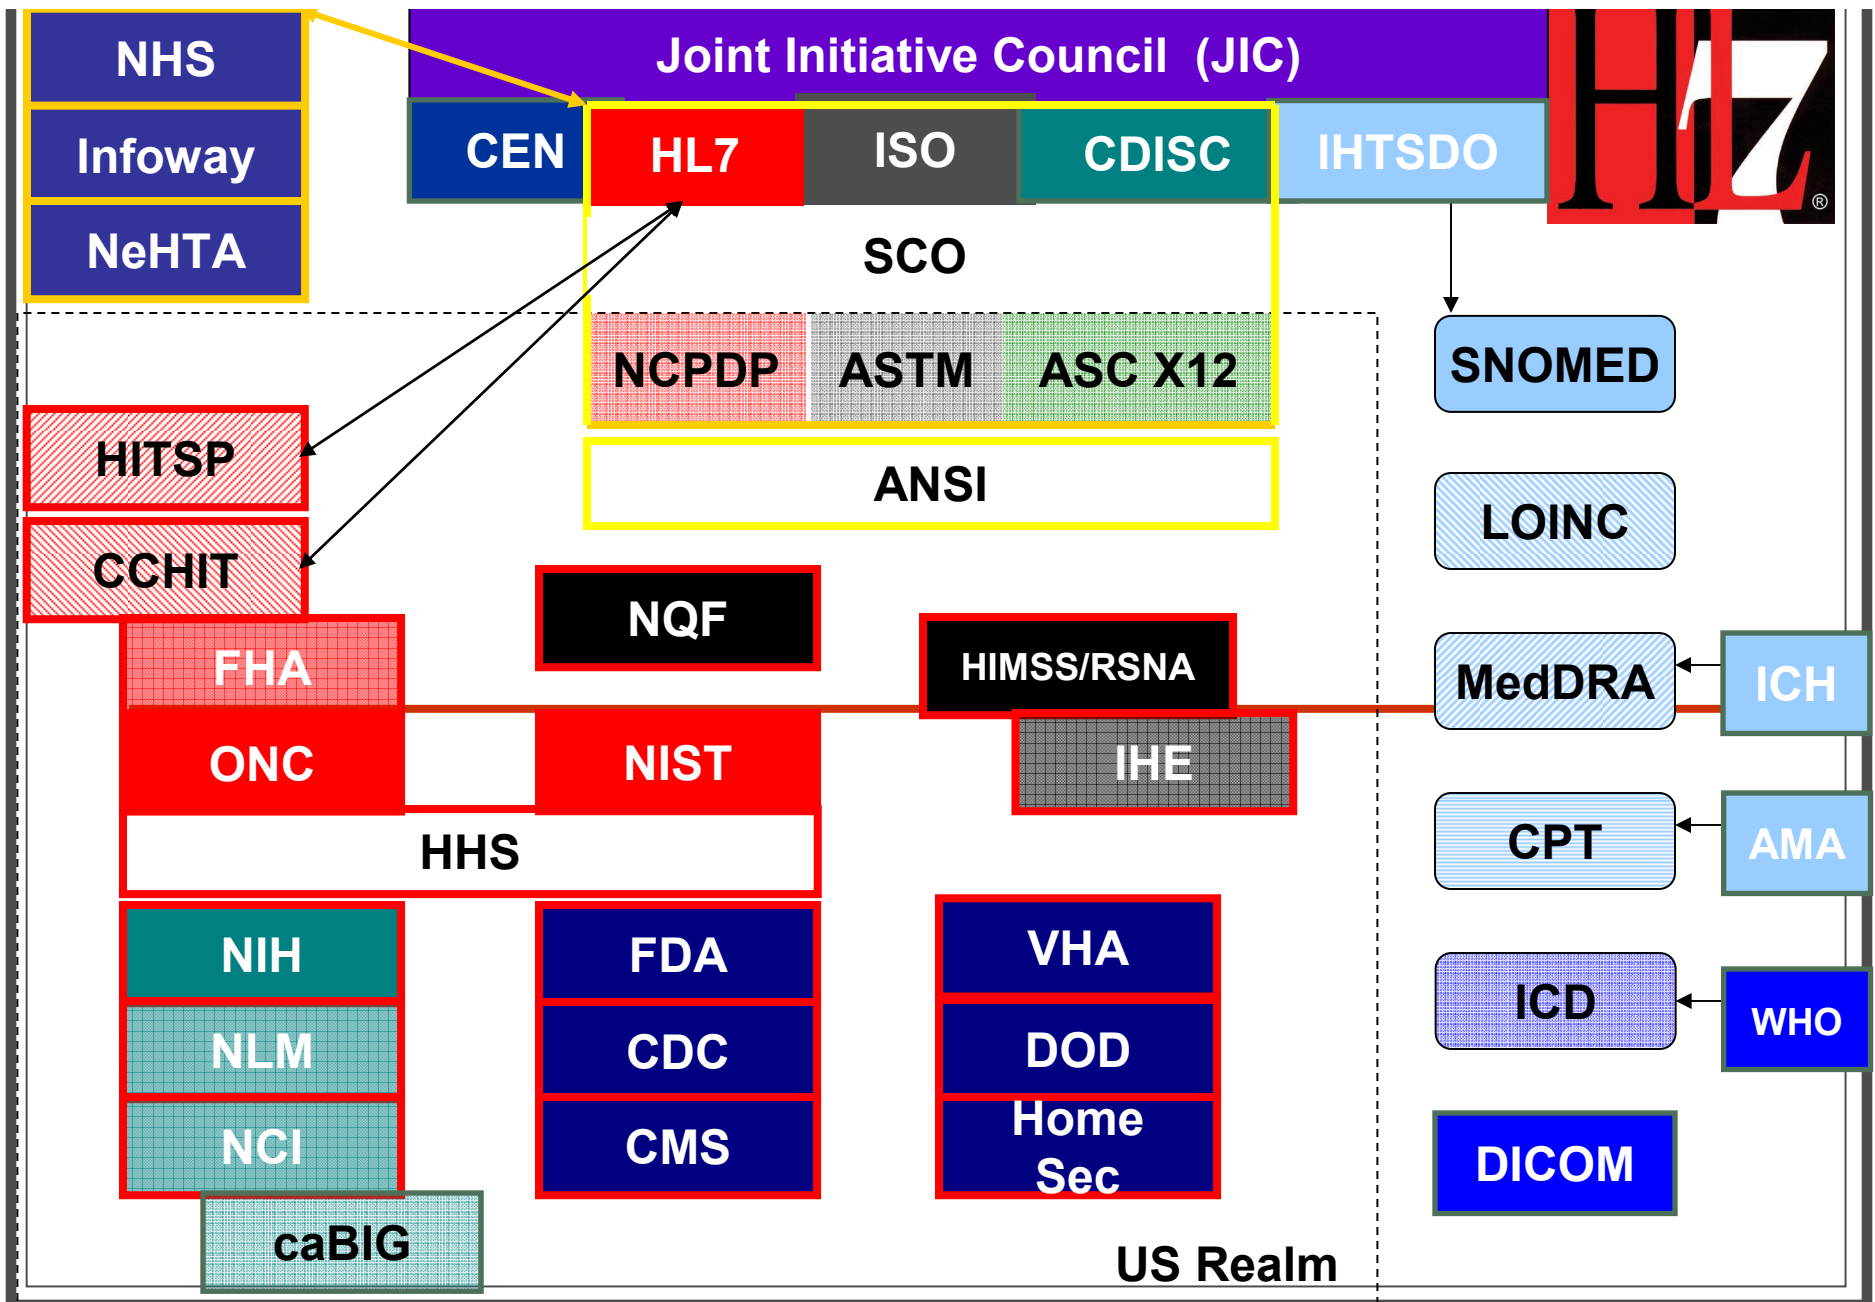 NHS
Infoway
NeHTA
Joint Initiative Council (JIC)
CEN
HL7
ISO
CDISC
IHTSDO
HL7
®
SCO
NCPDP
ASTM
ASC X12
ANSI
SNOMED
LOINC
HITSP
CCHIT
NQF
FHA
HIMSS/RSNA
MedDRA
ICH
ONC
NIST
IHE
HHS
CPT
AMA
NIH
FDA
VHA
ICD
WHO
NLM
CDC
DOD
NCI
CMS
Home
Sec
DICOM
caBIG
US Realm